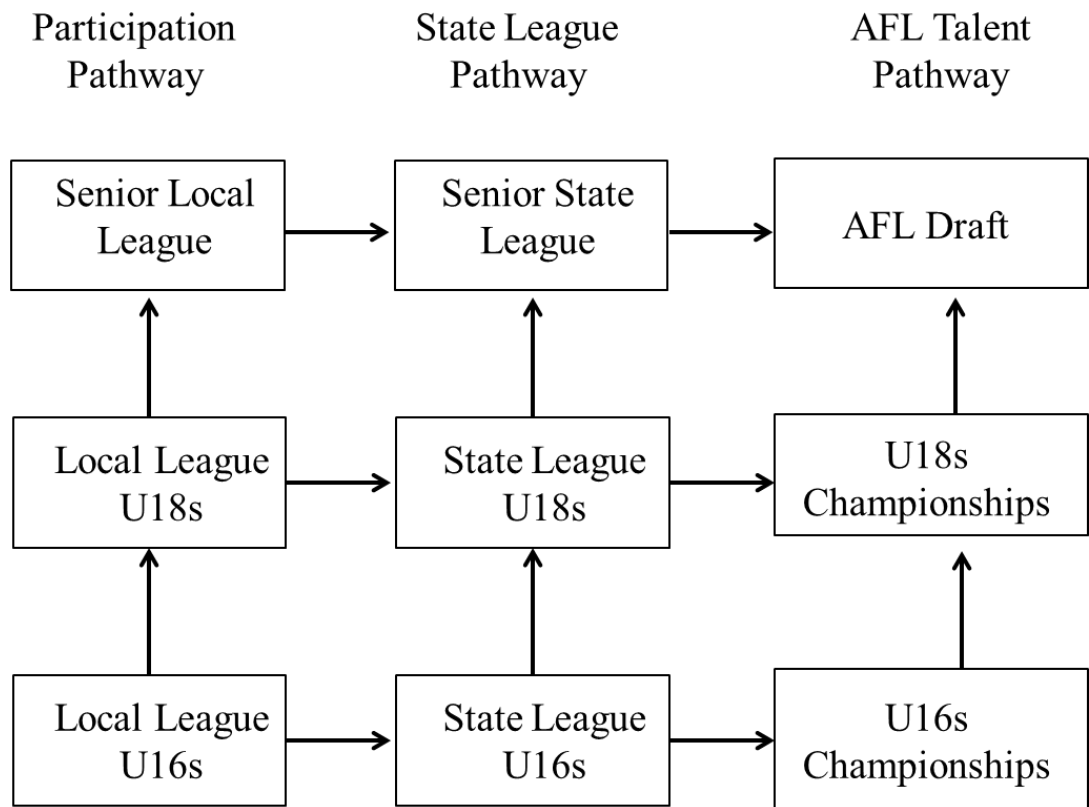 Participation
Pathway
State League
Pathway
AFL Talent
Pathway
Senior Local
League
Senior State
League
AFL Draft
Local League
U18s
State League
U18s
U18s
Championships
Local League
U16s
State League
U16s
U16s
Championships